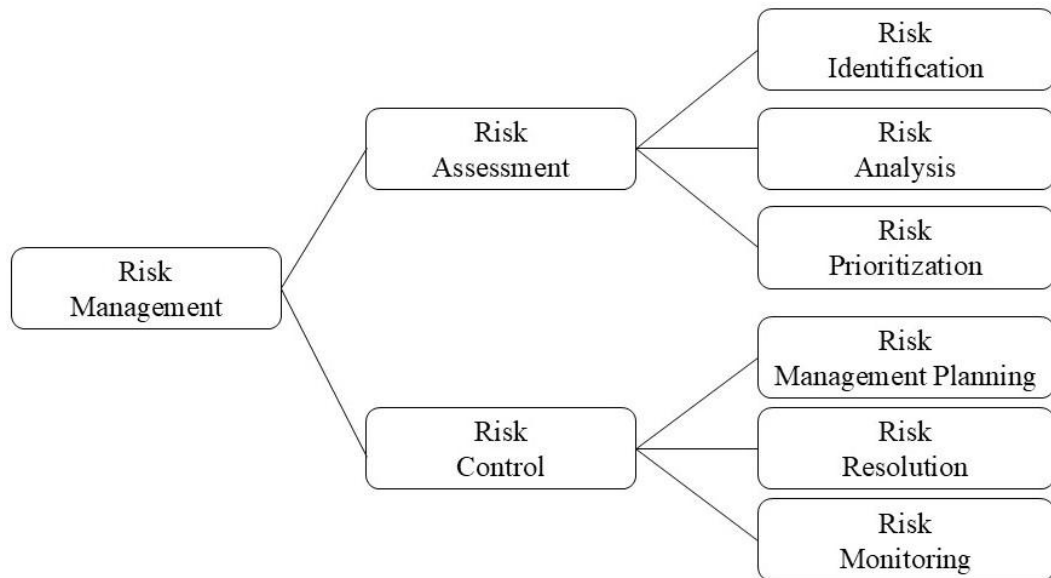 Risk
Identification
Risk
Assessment
Risk
Analysis
Risk
Prioritization
Risk
Management
Risk
Management Planning
Risk
Control
Risk
Resolution
Risk
Monitoring